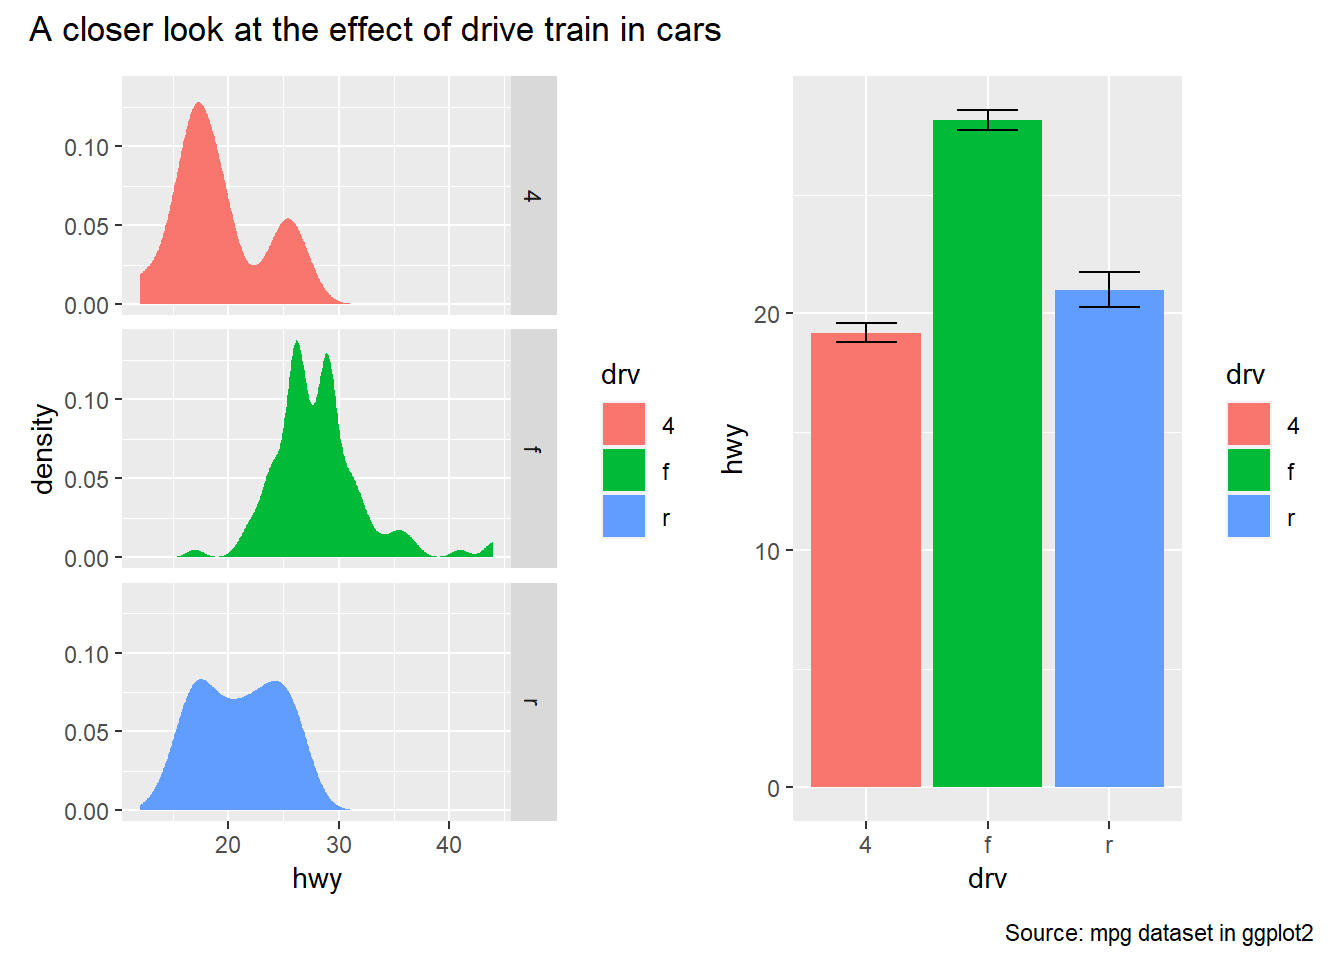 A closer look at the effect of drive train in cars
density
0.10
0.05
0.00
4
0.10
0.05
0.00
f
0.10
0.05
0.00
r
20 30 40
hwy
drv
4
f
r
hwy
20
10
0
4 f r
drv
drv
4
f
r
Source: mpg dataset in ggplot2